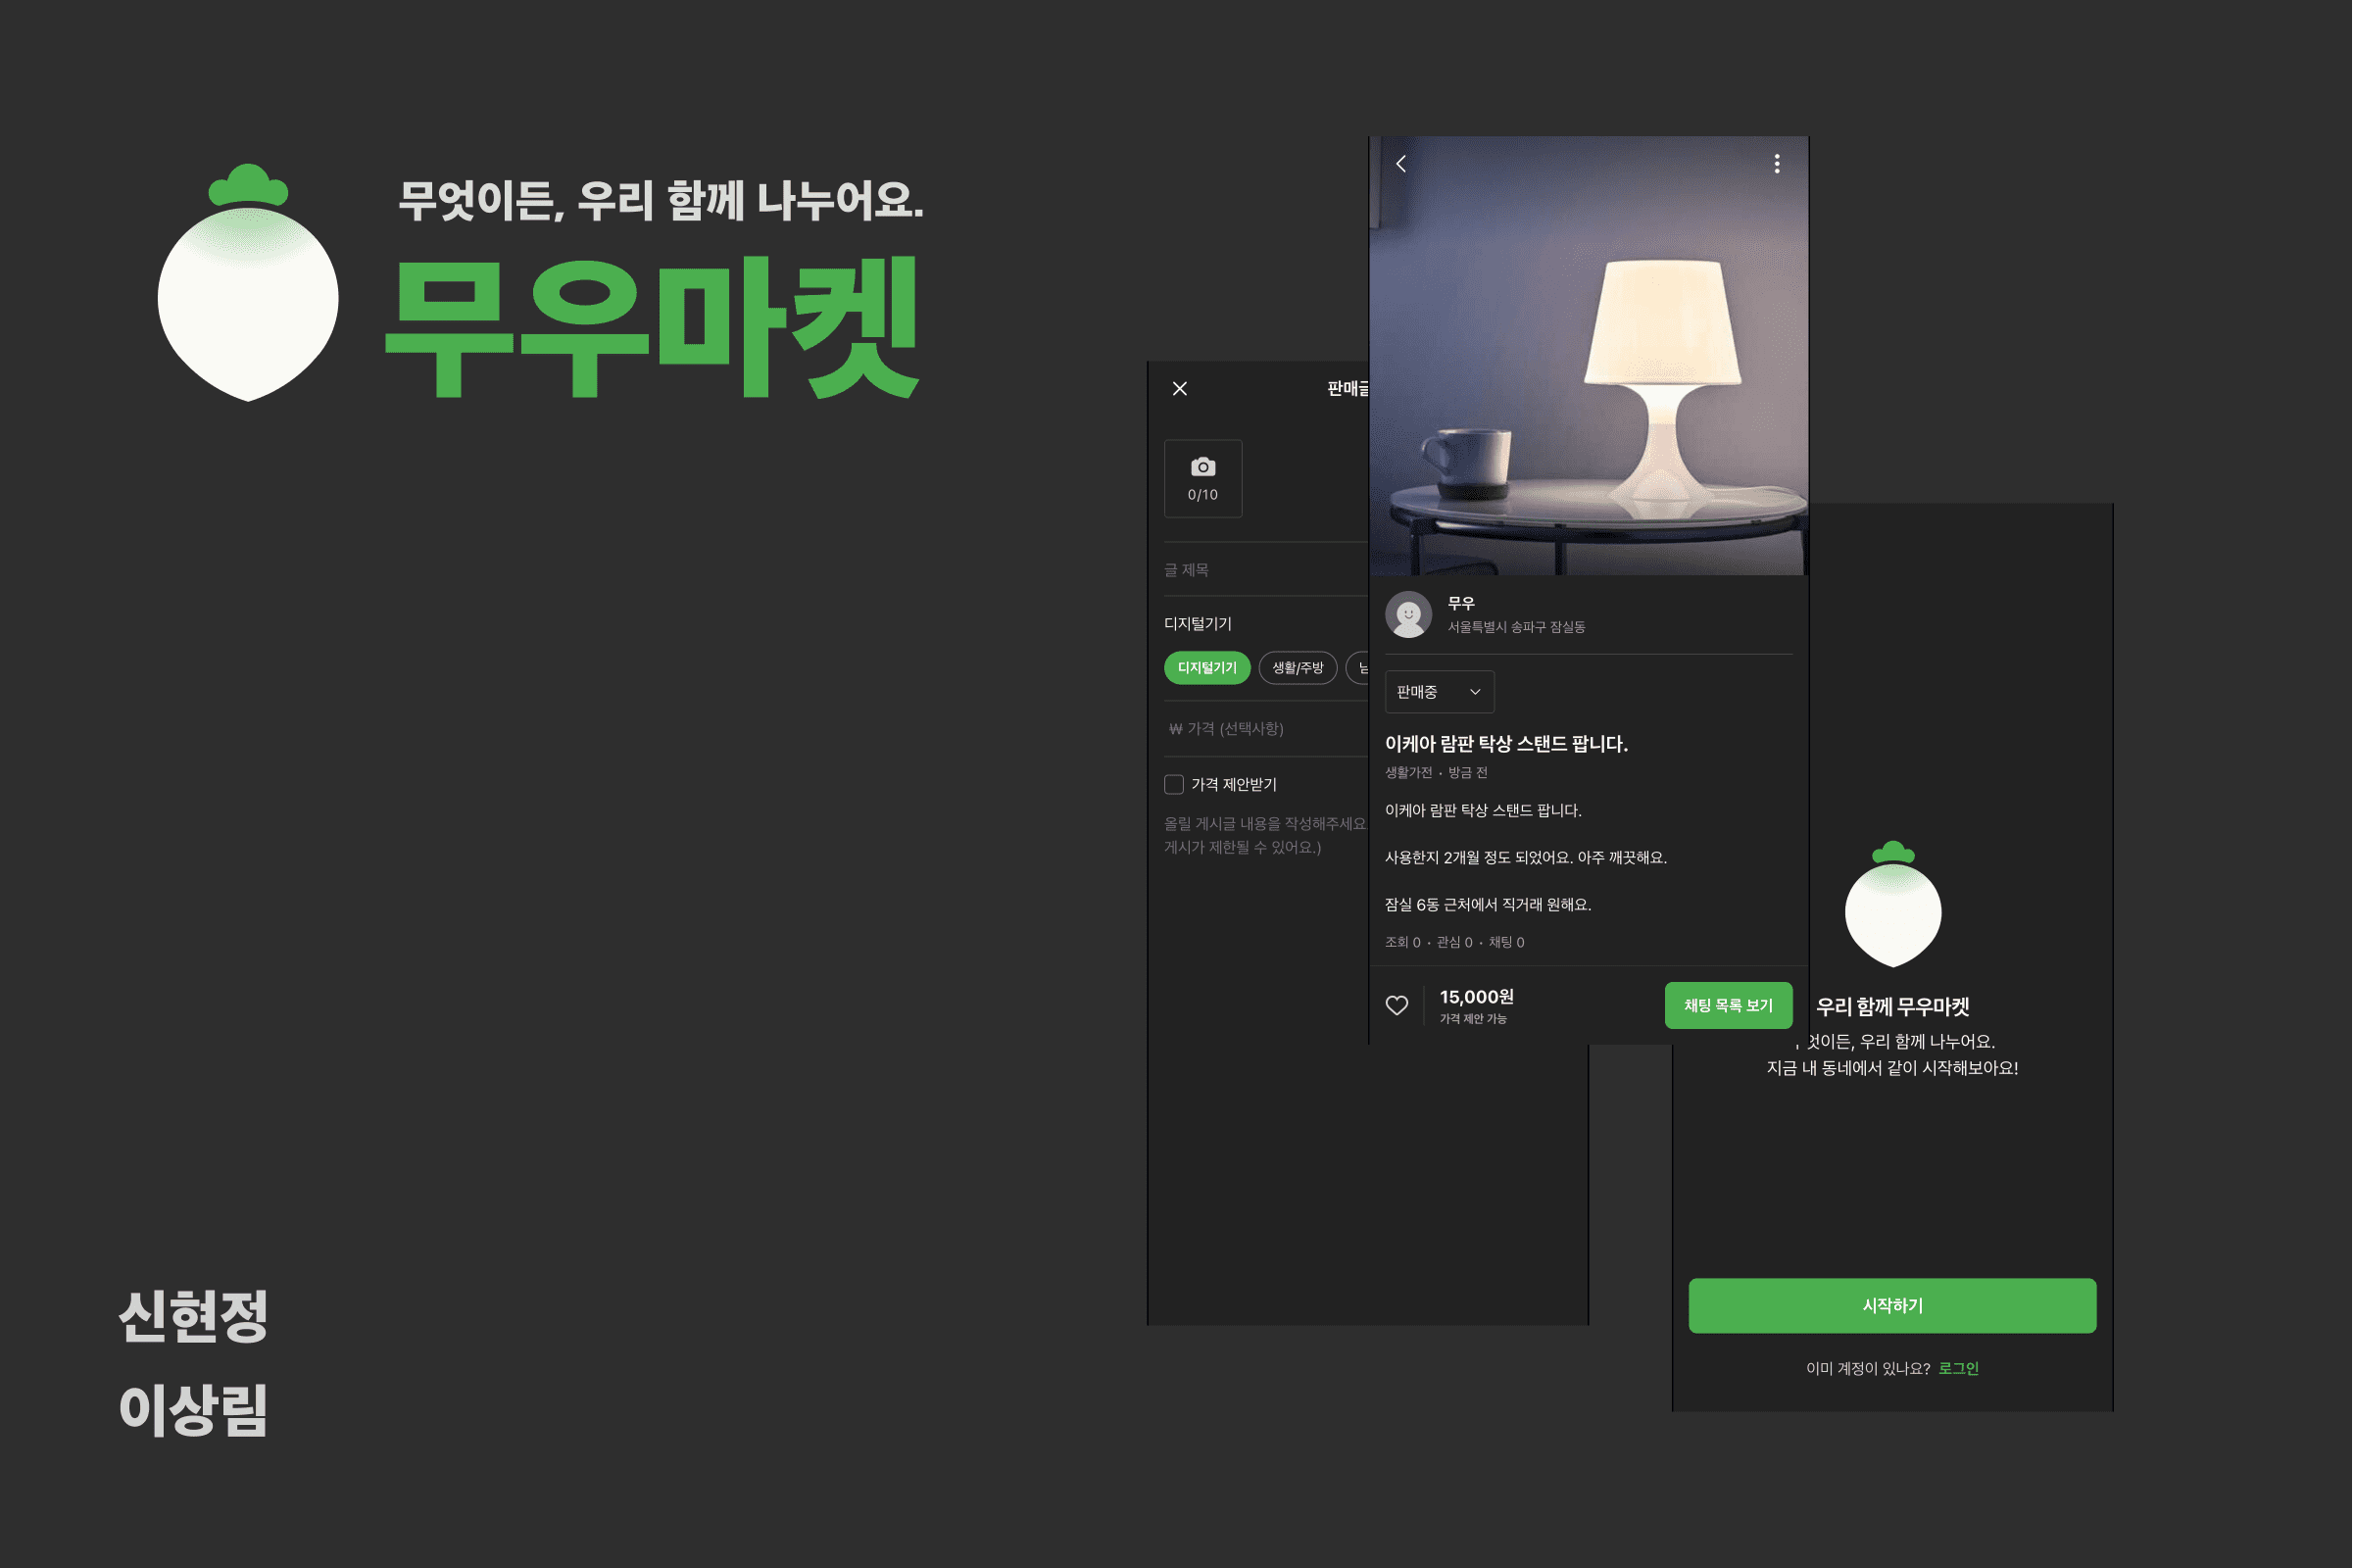 무엇이든, 우리 함께 나누어요.
무우마켓
신현정
이상림
판매글
0/10
글 제목
디지털기기
디지털기기
생활/주방
₩ 가격 (선택사항)
가격 제안받기
올릴 게시글 내용을 작성해주세요.
게시가 제한될 수 있어요.)
무우
서울특별시 송파구 잠실동
판매중
이케아 람판 탁상 스탠드 팝니다.
생활가전 · 방금 전
이케아 람판 탁상 스탠드 팝니다.
사용한지 2개월 정도 되었어요. 아주 깨끗해요.
잠실 6동 근처에서 직거래 원해요.
조회 0 · 관심 0 · 채팅 0
15,000원
가격 제안 가능
채팅 목록 보기
우리 함께 무우마켓
엇이든, 우리 함께 나누어요.
지금 내 동네에서 같이 시작해보아요!
시작하기
이미 계정이 있나요? 로그인